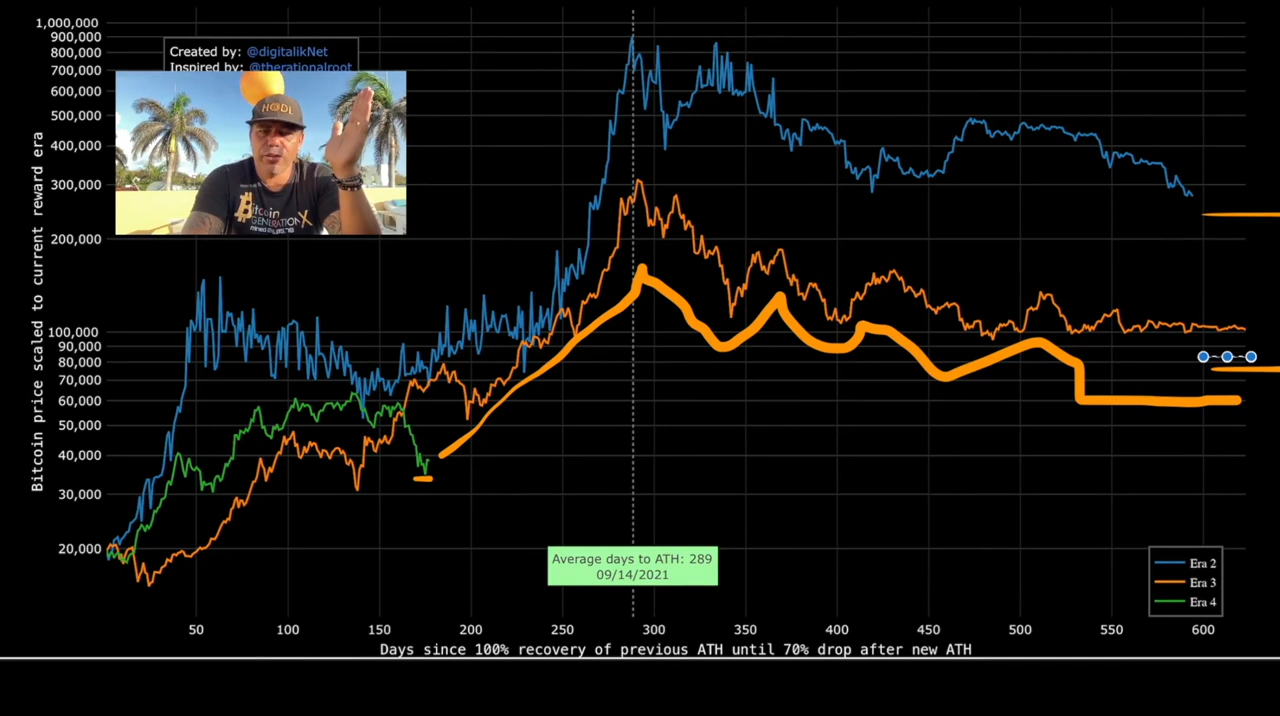 1,000,000
900,000
800,000
700,000
600,000
500,000
400,000
300,000
200,000
100,000
90,000
80,000
70,000
60,000
50,000
40,000
30,000
20,000
Bitcoin price scaled to current reward era
Created by: @digitalikNet
Inspired by: @therationalroot
HODL
Bitcoin
GENERATION X
Average days to ATH: 289
09/14/2021
Era 2
Era 3
Era 4
50 100 150 200 250 300 350 400 450 500 550 600
Days since 100% recovery of previous ATH until 70% drop after new ATH